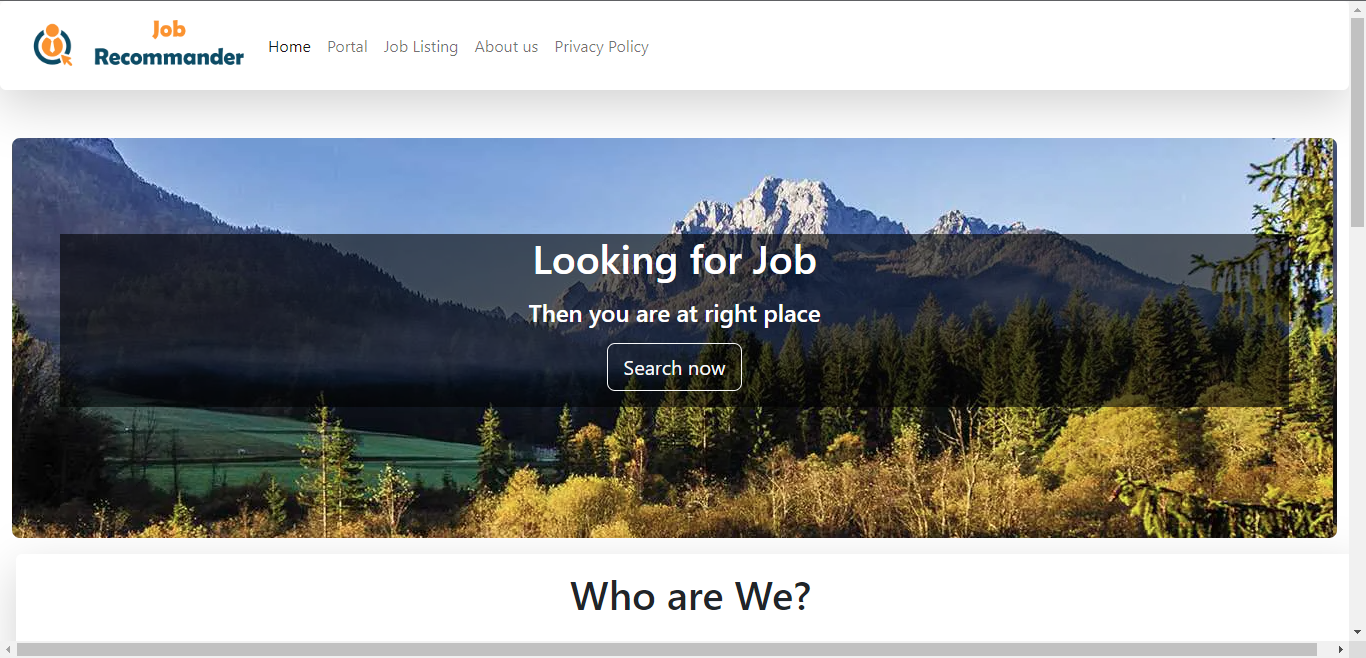 Job
Recommander
Home Portal Job Listing About us Privacy Policy
Looking for Job
Then you are at right place
Search now
Who are We?